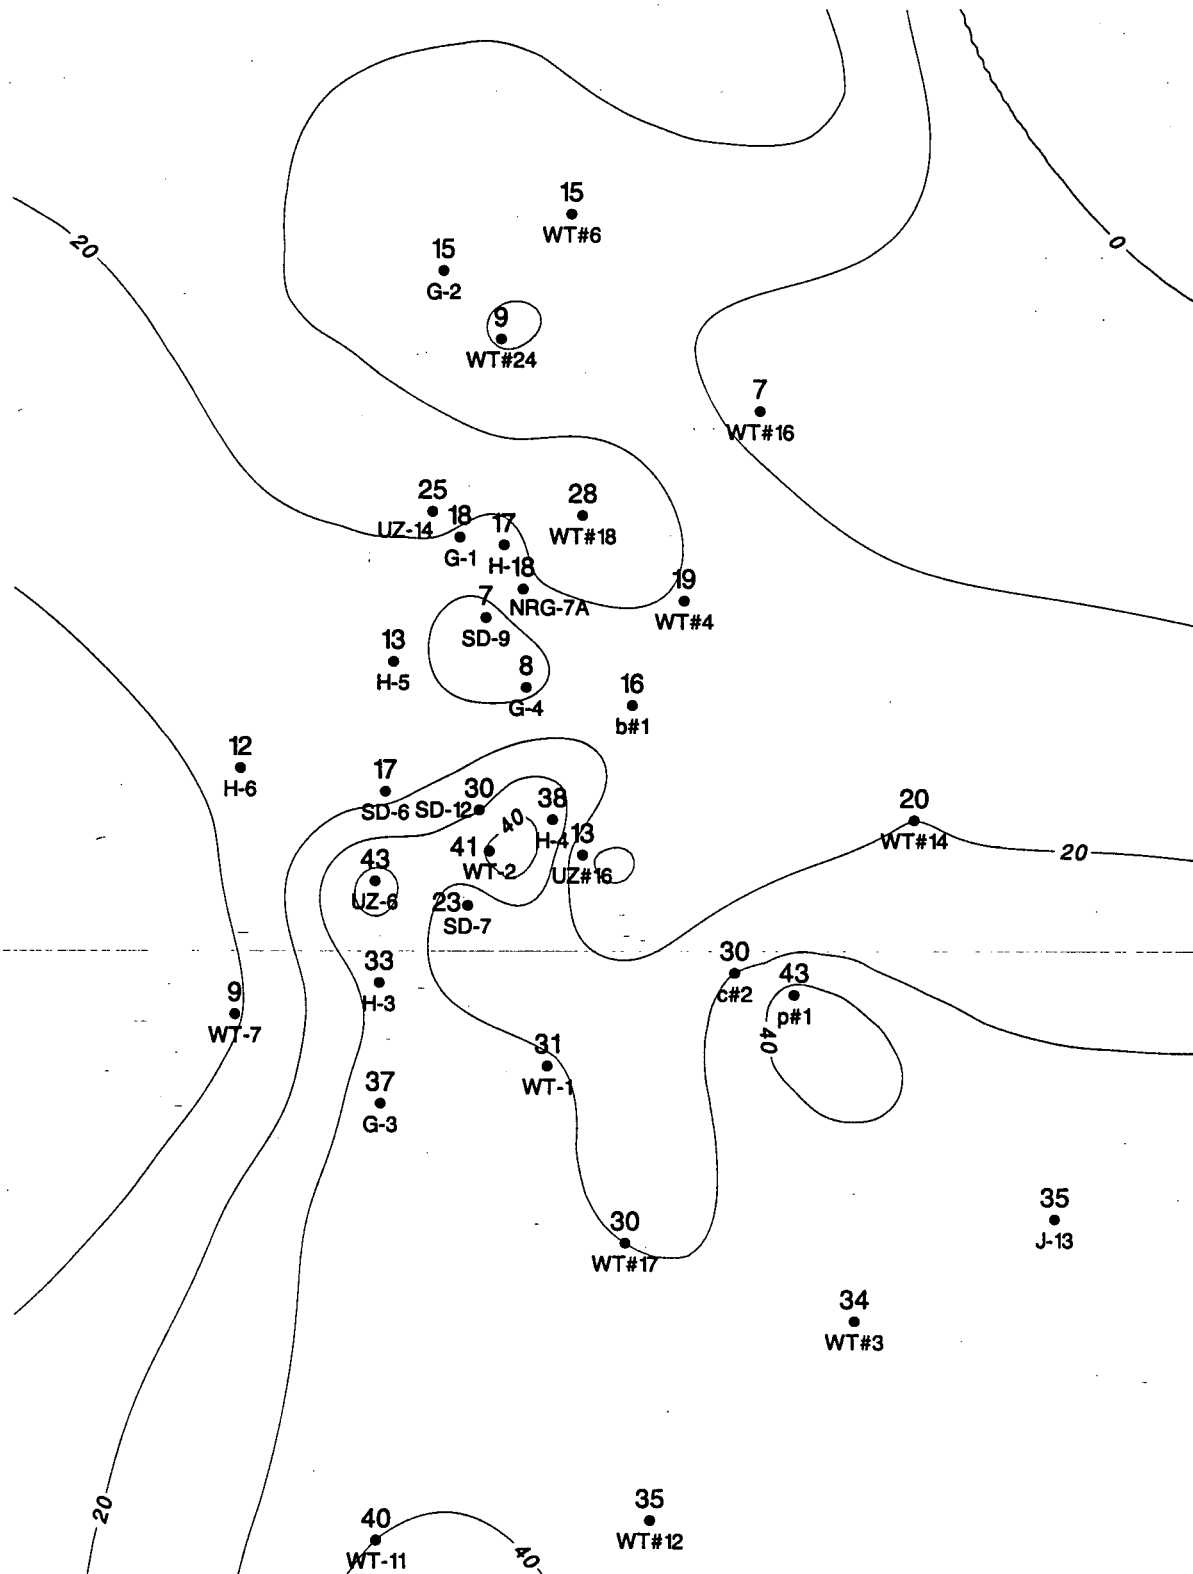 15
WT#6
20
0
15
G-2
9
WT#24
7
WT#16
25
UZ-14
18
G-1
17
H-1
28
WT#18
18
NRG-7A
19
WT#4
7
SD-9
13
H-5
8
G-4
16
b#1
12
H-6
17
SD-6
30
SD-12
38
H-4
40
41
WT-2
13
UZ#16
20
WT#14
20
43
UZ-6
23
SD-7
33
H-3
30
c#2
43
p#1
40
9
WT-7
31
WT-1
37
G-3
30
WT#17
35
J-13
34
WT#3
20
40
WT-11
40
35
WT#12